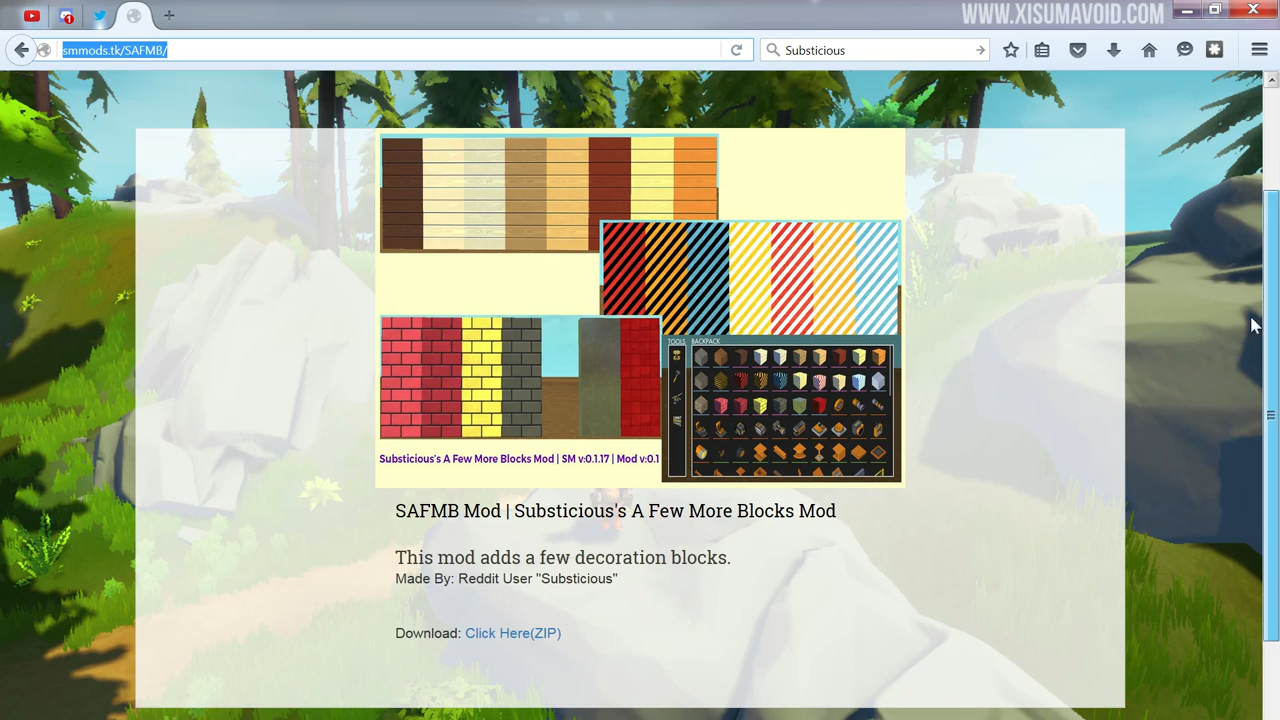 WWW.XISUMAVOID.COM
1
smmods.tk/SAFMB/
Substicious
TOOLS BACKPACK
Substicious's A Few More Blocks Mod | SM v:0.1.17 | Mod v:0.1
SAFMB Mod | Substicious's A Few More Blocks Mod
This mod adds a few decoration blocks.
Made By: Reddit User "Substicious"
Download: Click Here(ZIP)